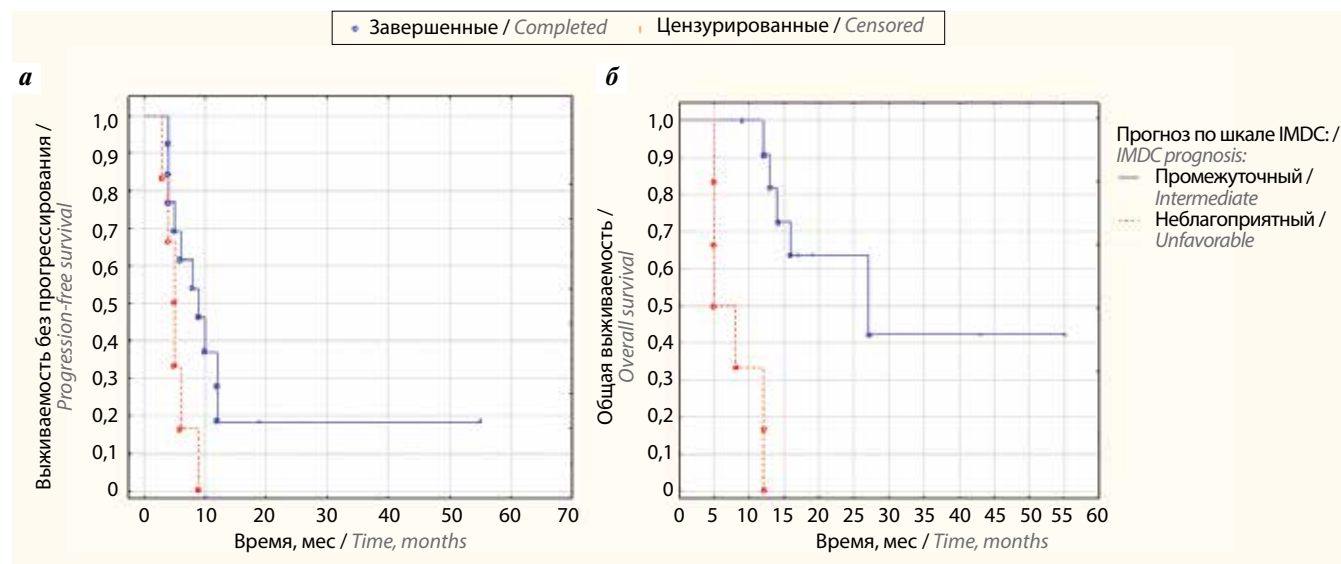 Завершенные / Completed Цензурированные / Censored
а
Выживаемость без прогрессирования /
Progression-free survival
1,0
0,9
0,8
0,7
0,6
0,5
0,4
0,3
0,2
0,1
0
0 10 20 30 40 50 60 70
Время, мес / Time, months
б
Общая выживаемость /
Overall survival
1,0
0,9
0,8
0,7
0,6
0,5
0,4
0,3
0,2
0,1
0
0 5 10 15 20 25 30 35 40 45 50 55 60
Время, мес / Time, months
Прогноз по шкале IMDC: /
IMDC prognosis:
Промежуточный /
Intermediate
Неблагоприятный /
Unfavorable